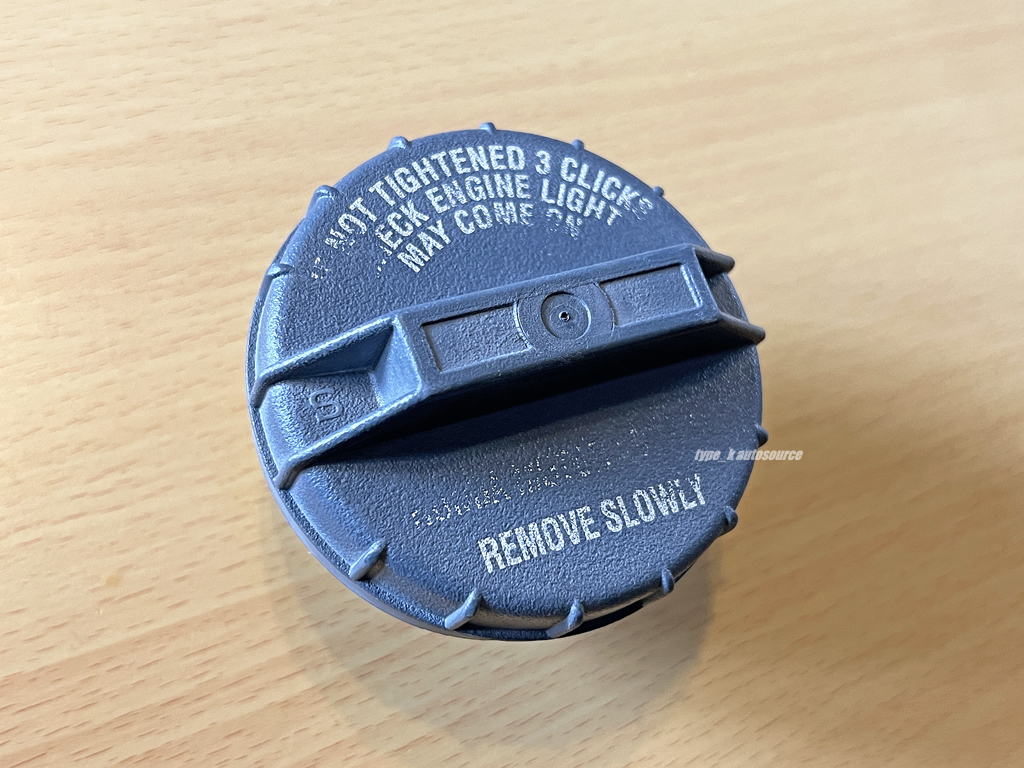 NOT TIGHTENED 3 CLICKS
ENGINE LIGHT
MAY COME ON
type_k autosource
REMOVE SLOWLY